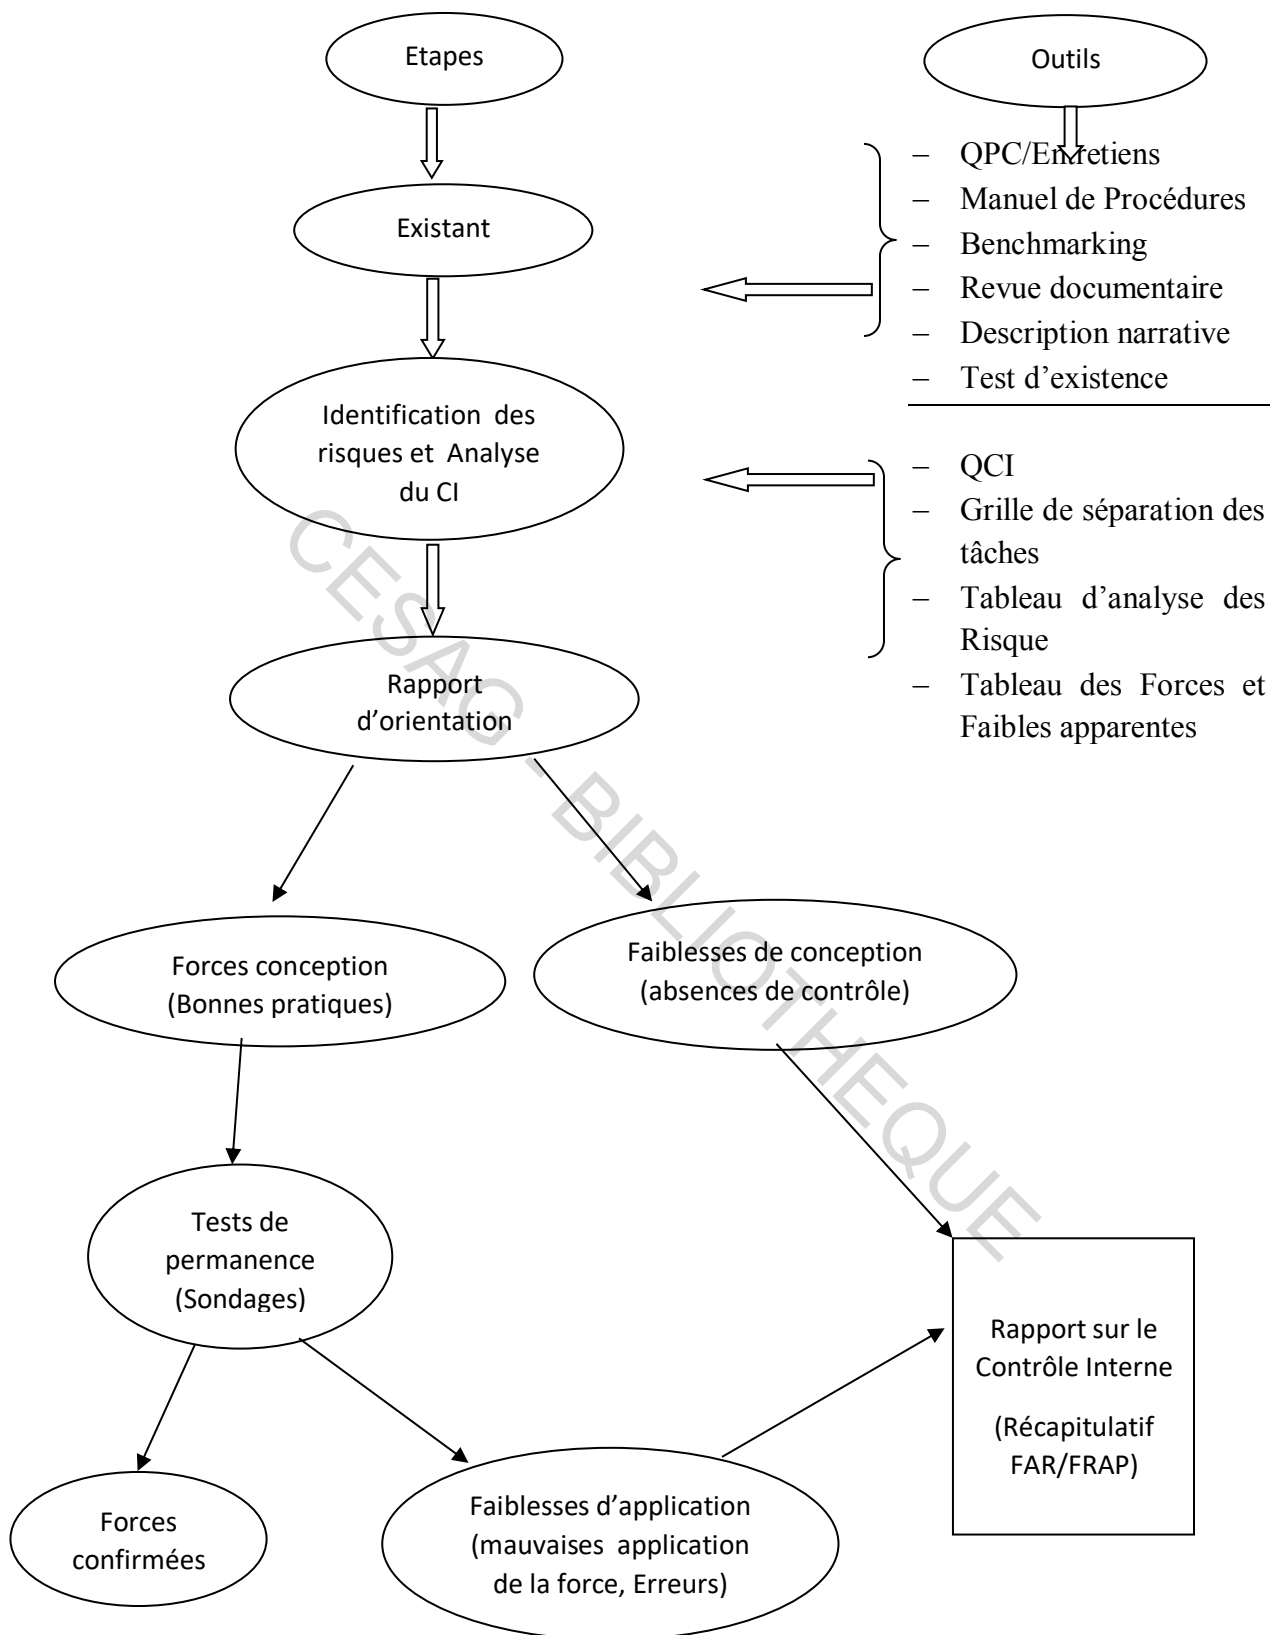 Etapes
Outils
– QPC/Entretiens
– Manuel de Procédures
– Benchmarking
– Revue documentaire
– Description narrative
– Test d’existence
Existant
Identification des
risques et Analyse
du CI
– QCI
– Grille de séparation des
tâches
– Tableau d’analyse des
Risque
– Tableau des Forces et
Faibles apparentes
Rapport
d’orientation
Forces conception
(Bonnes pratiques)
Faiblesses de conception
(absences de contrôle)
Tests de
permanence
(Sondages)
Rapport sur le
Contrôle Interne
(Récapitulatif
FAR/FRAP)
Forces
confirmées
Faiblesses d’application
(mauvaises application
de la force, Erreurs)
CESAG - BIBLIOTHEQUE